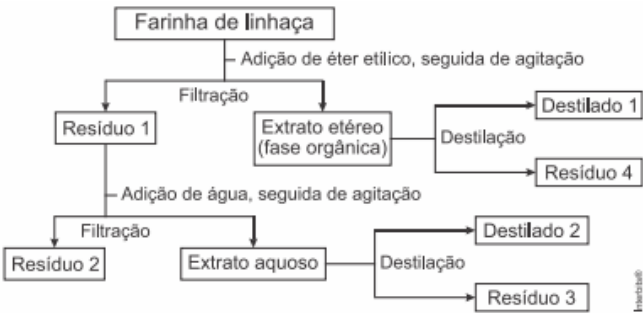 Farinha de linhaça
Adição de éter etílico, seguida de agitação
Filtração
Resíduo 1
Extrato etéreo
(fase orgânica)
Destilação
Destilado 1
Resíduo 4
Adição de água, seguida de agitação
Filtração
Resíduo 2
Extrato aquoso
Destilação
Destilado 2
Resíduo 3
Interbits®